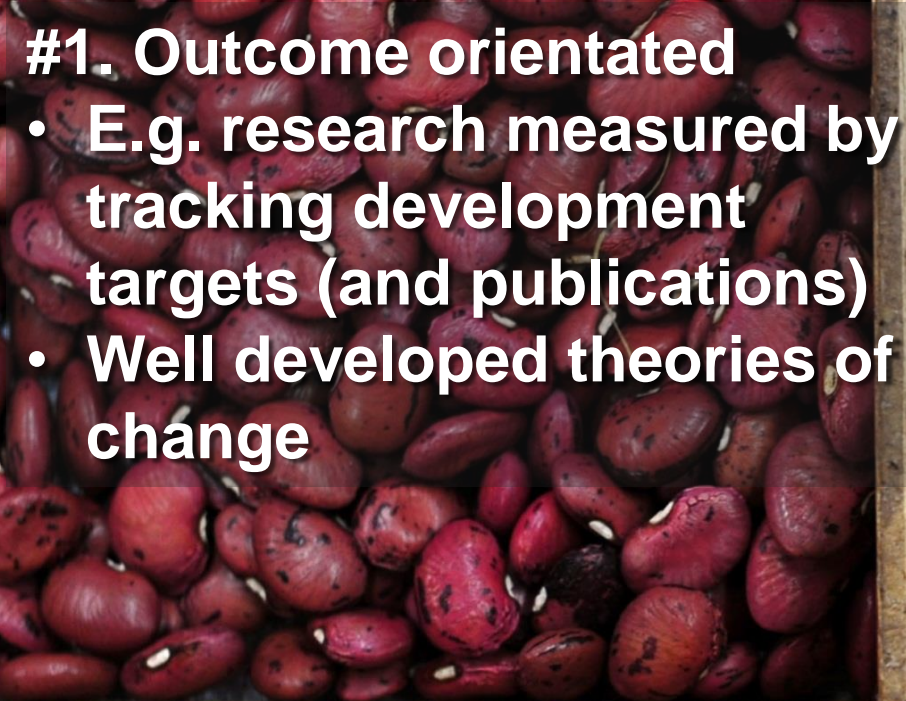 #1. Outcome orientated
• E.g. research measured by
tracking development
targets (and publications)
• Well developed theories of
change